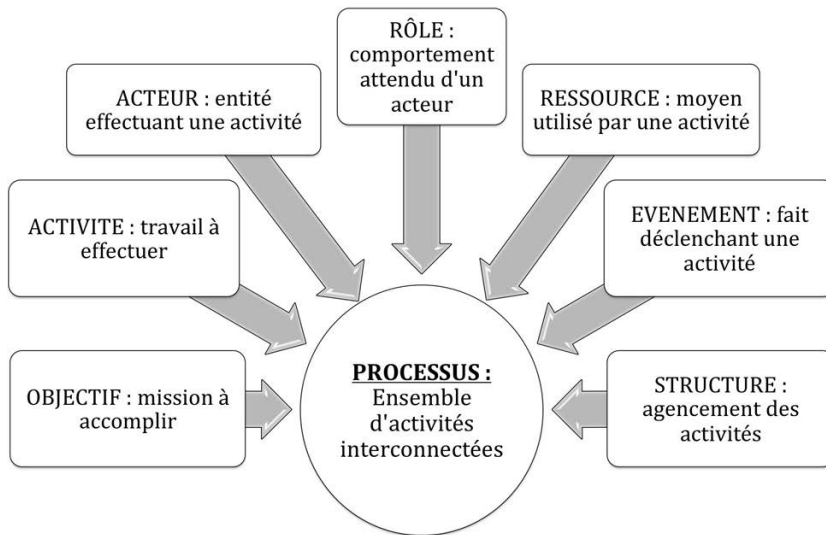 RÔLE :
comportement
attendu d'un
acteur
ACTEUR : entité
effectuant une activité
RESSOURCE : moyen
utilisé par une activité
ACTIVITE : travail à
effectuer
EVENEMENT : fait
déclenchant une
activité
OBJECTIF : mission à
accomplir
PROCESSUS :
Ensemble
d'activités
interconnectées
STRUCTURE :
agencement des
activités